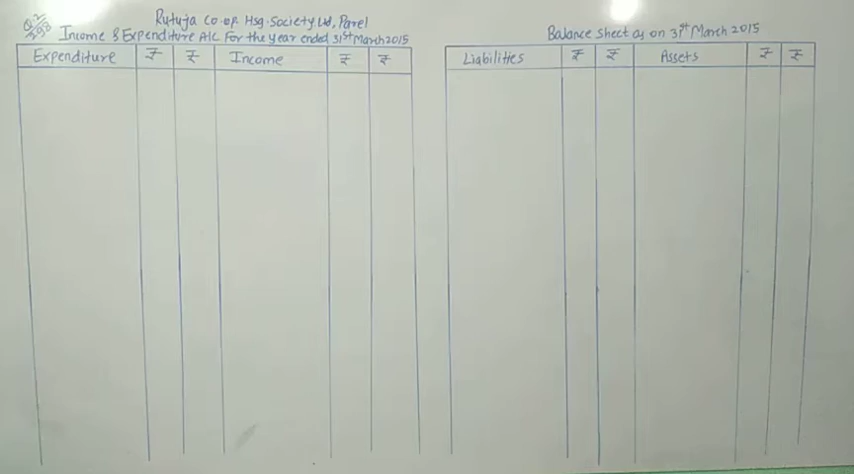 Q.2
398
Rutuja Co-op Hsg. Society Ltd, Parel
Income & Expenditure A/C For the year ended 31st March 2015
Expenditure ₹ ₹ Income ₹ ₹
Balance sheet as on 31st March 2015
Liabilities ₹ ₹ Assets ₹ ₹